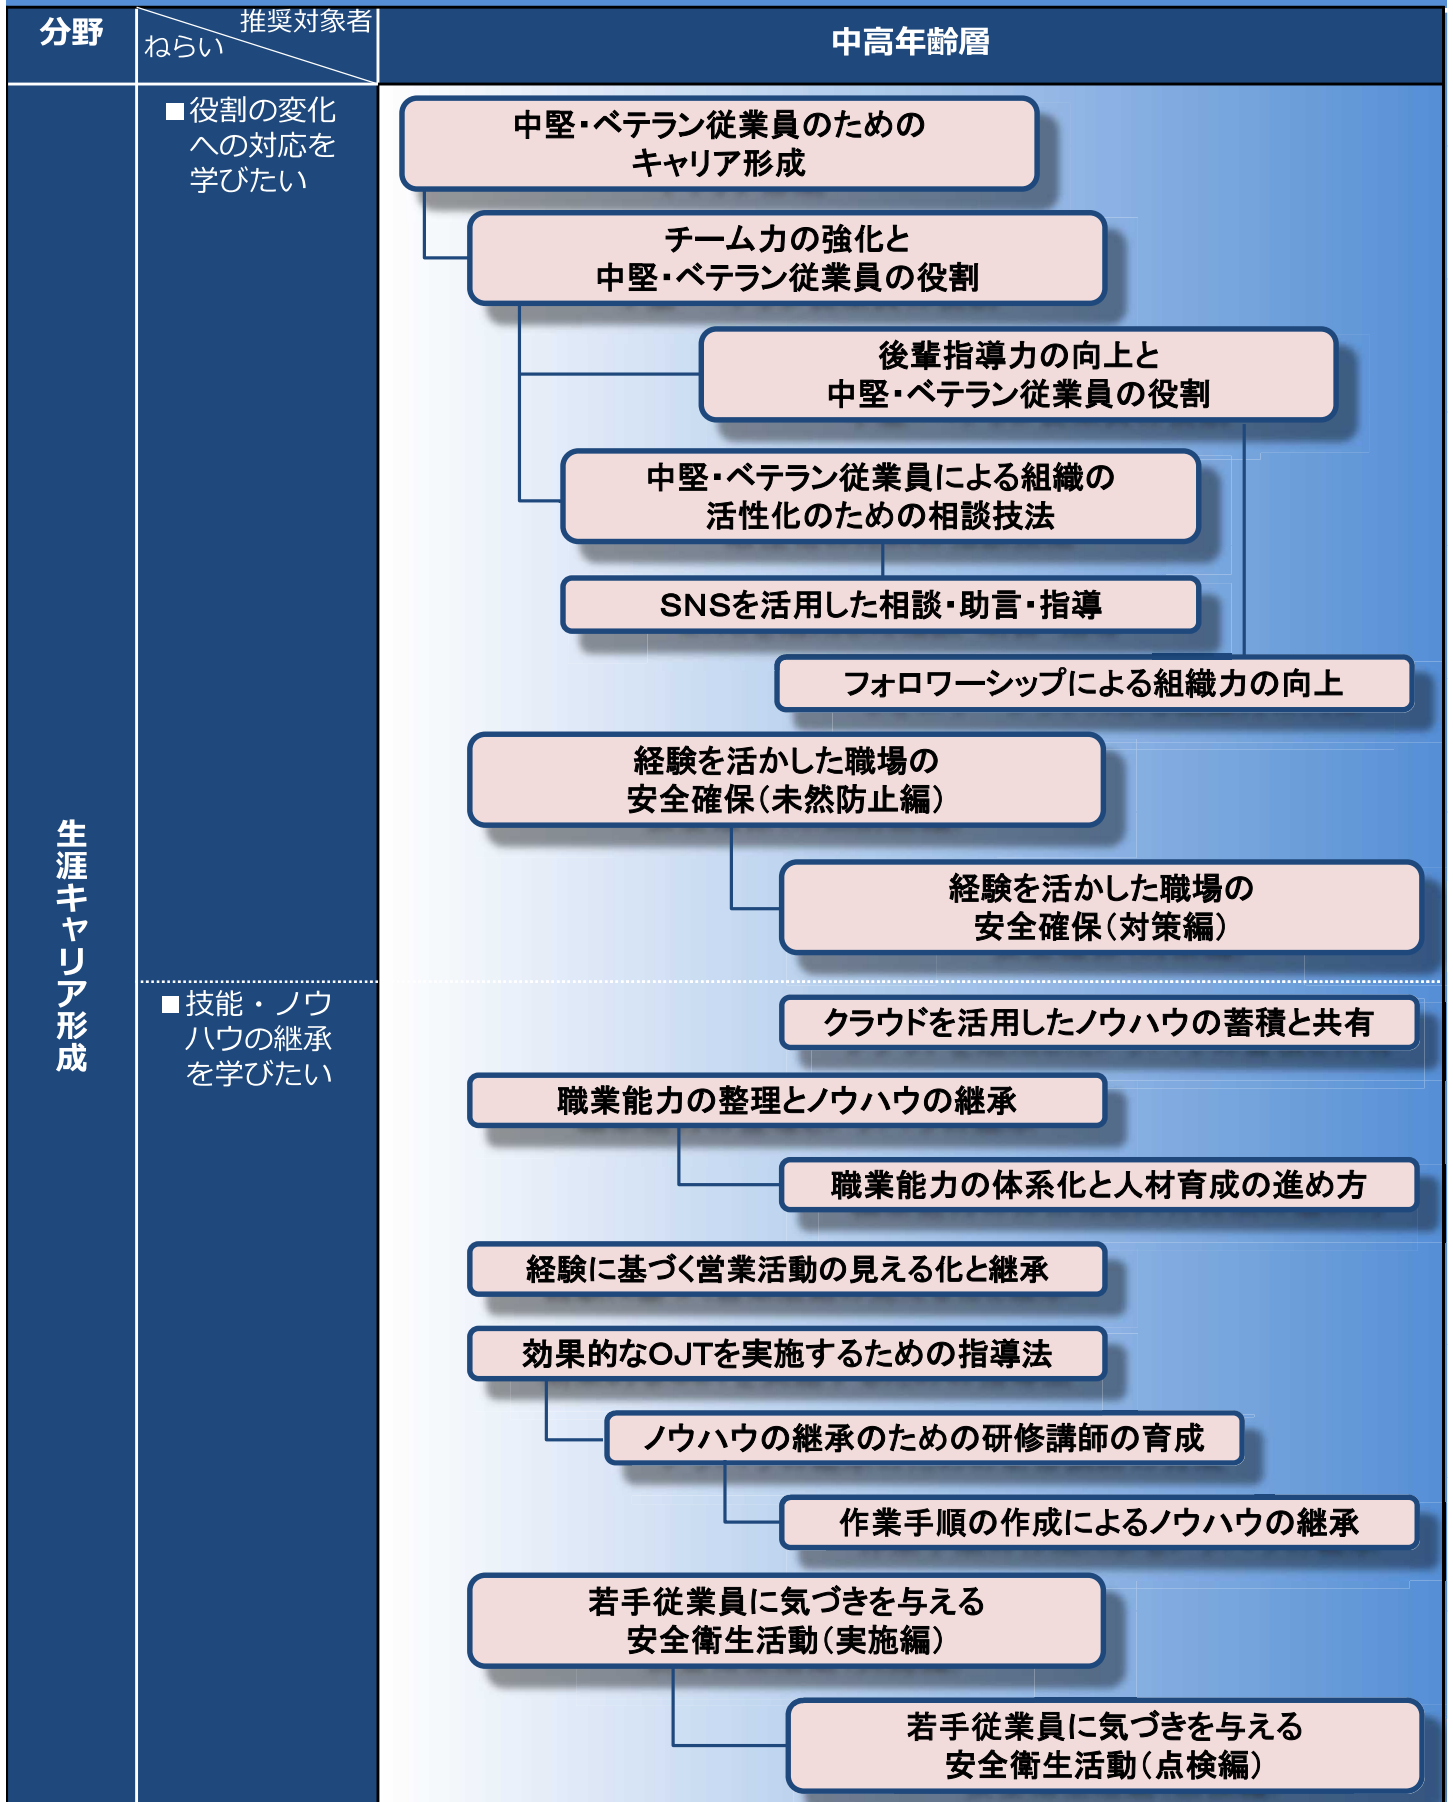 分野
推奨対象者
ねらい
中高年齢層
生涯キャリア形成
■役割の変化
への対応を
学びたい
中堅・ベテラン従業員のための
キャリア形成
チーム力の強化と
中堅・ベテラン従業員の役割
後輩指導力の向上と
中堅・ベテラン従業員の役割
中堅・ベテラン従業員による組織の
活性化のための相談技法
SNSを活用した相談・助言・指導
フォロワーシップによる組織力の向上
経験を活かした職場の
安全確保（未然防止編）
経験を活かした職場の
安全確保（対策編）
■技能・ノウ
ハウの継承
を学びたい
クラウドを活用したノウハウの蓄積と共有
職業能力の整理とノウハウの継承
職業能力の体系化と人材育成の進め方
経験に基づく営業活動の見える化と継承
効果的なOJTを実施するための指導法
ノウハウの継承のための研修講師の育成
作業手順の作成によるノウハウの継承
若手従業員に気づきを与える
安全衛生活動（実施編）
若手従業員に気づきを与える
安全衛生活動（点検編）